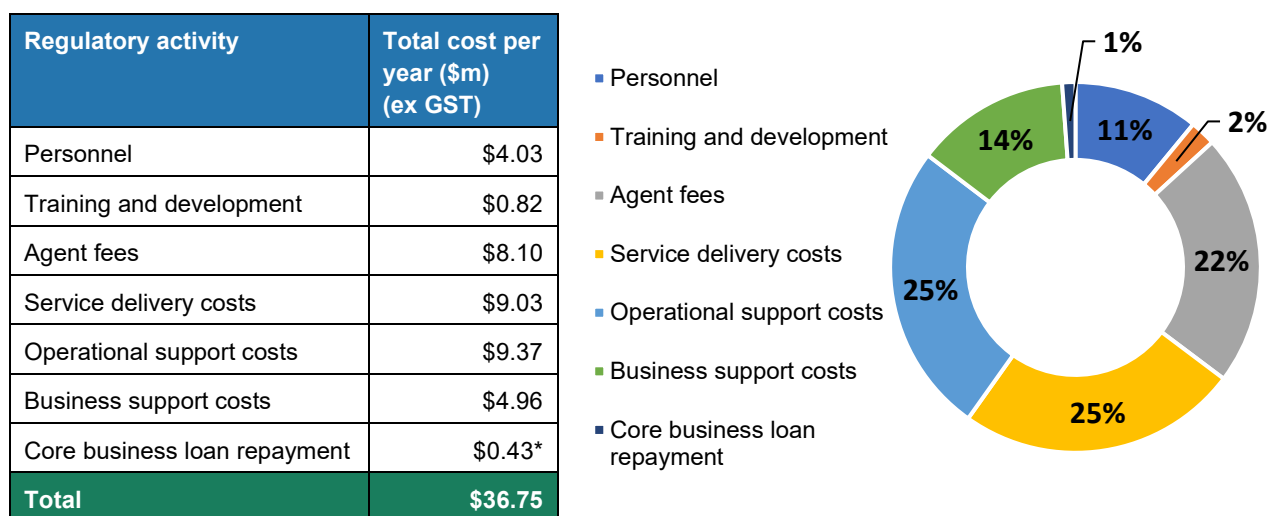 Regulatory activity
Total cost per
year ($m)
(ex GST)
Personnel $4.03
Training and development $0.82
Agent fees $8.10
Service delivery costs $9.03
Operational support costs $9.37
Business support costs $4.96
Core business loan repayment $0.43*
Total $36.75
Personnel
Training and development
Agent fees
Service delivery costs
Operational support costs
Business support costs
Core business loan
repayment
1%
11%
2%
22%
25%
25%
14%